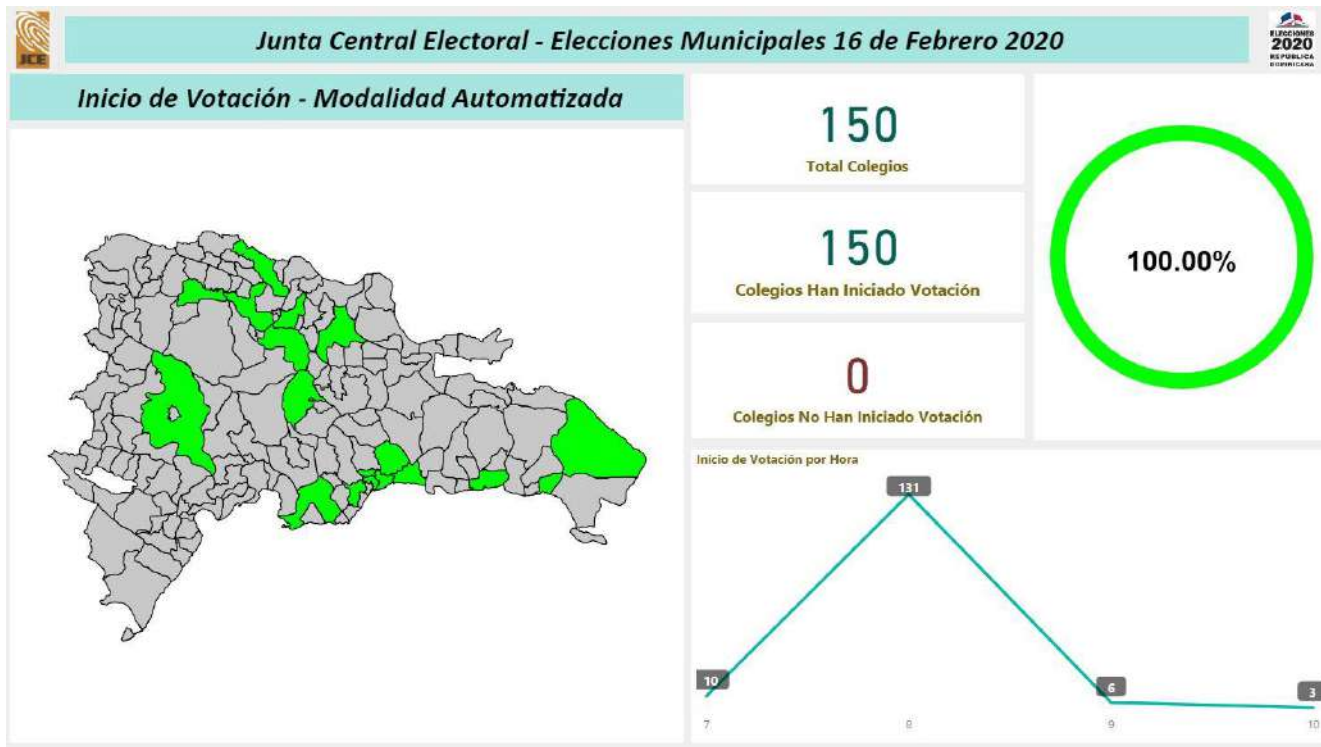 JCE
Junta Central Electoral - Elecciones Municipales 16 de Febrero 2020
ELECCIONES
2020
REPÚBLICA
DOMINICANA
Inicio de Votación - Modalidad Automatizada
150
Total Colegios
150
Colegios Han Iniciado Votación
0
Colegios No Han Iniciado Votación
100.00%
Inicio de Votación por Hora
131
10
6
3
7
8
9
10